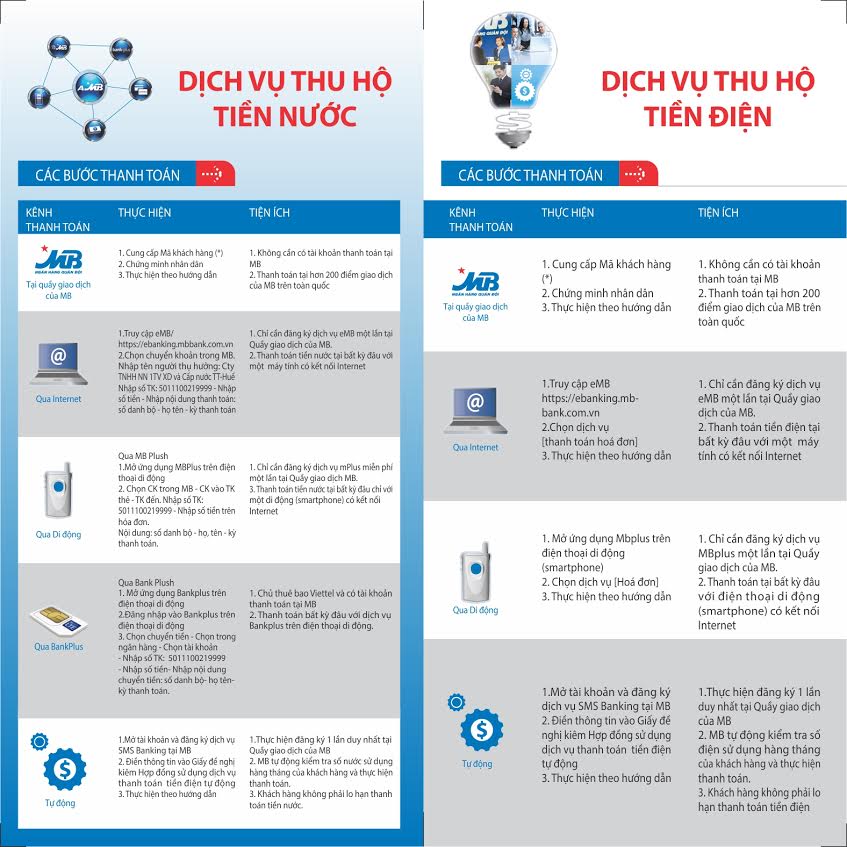 MB
bankplus
MB
DỊCH VỤ THU HỘ
TIỀN NƯỚC
CÁC BƯỚC THANH TOÁN
KÊNH
THANH TOÁN
THỰC HIỆN
TIỆN ÍCH
MB
NGÂN HÀNG QUÂN ĐỘI
Tại quầy giao dịch
của MB
1. Cung cấp Mã khách hàng (*)
2. Chứng minh nhân dân
3. Thực hiện theo hướng dẫn
1. Không cần có tài khoản thanh toán tại
MB
2. Thanh toán tại hơn 200 điểm giao dịch
của MB trên toàn quốc
@
Qua Internet
1.Truy cập eMB/
https://ebanking.mbbank.com.vn
2.Chọn chuyển khoản trong MB.
Nhập tên người thụ hưởng: Cty
TNHH NN 1TV XD và Cấp nước TT-Huế
Nhập số TK: 5011100219999 - Nhập số
tiền - Nhập nội dung thanh toán:
số danh bộ - họ tên - kỳ thanh toán
1. Chỉ cần đăng ký dịch vụ eMB một lần tại
Quầy giao dịch của MB.
2. Thanh toán tiền nước tại bất kỳ đâu với
một máy tính có kết nối Internet
Qua Di động
Qua MB Plush
1.Mở ứng dụng MBPlus trên điện
thoại di động
2. Chọn CK trong MB - CK vào TK
thẻ - TK đến. Nhập số TK:
5011100219999 - Nhập số tiền trên
hóa đơn.
Nội dung: số danh bộ - họ, tên - kỳ
thanh toán.
1. Chỉ cần đăng ký dịch vụ mPlus miễn phí
một lần tại Quầy giao dịch của MB.
3. Thanh toán tiền nước tại bất kỳ đâu chỉ với
một di động (smartphone) có kết nối
Internet
Qua BankPlus
Qua Bank Plush
1. Mở ứng dụng Bankplus trên
điện thoại di động
2.Đăng nhập vào Bankplus trên
điện thoại di động
3. Chọn chuyển tiền - Chọn trong
ngân hàng - Chọn tài khoản
- Nhập số TK: 5011100219999
- Nhập số tiền- Nhập nội dung
chuyển tiền: số danh bộ- họ tên-
kỳ thanh toán.
1. Chủ thuê bao Viettel và có tài khoản
thanh toán tại MB
2. Thanh toán bất kỳ đâu với dịch vụ
Bankplus trên điện thoại di động.
$
Tự động
1.Mở tài khoản và đăng ký dịch vụ
SMS Banking tại MB
2. Điền thông tin vào Giấy đề nghị
kiêm Hợp đồng sử dụng dịch vụ
thanh toán tiền điện tự động
3. Thực hiện theo hướng dẫn
1.Thực hiện đăng ký 1 lần duy nhất tại
Quầy giao dịch của MB
2. MB tự động kiểm tra số nước sử dụng
hàng tháng của khách hàng và thực hiện
thanh toán.
3. Khách hàng không phải lo hạn thanh
toán tiền nước.
MB
QUÂN ĐỘI
$
DỊCH VỤ THU HỘ
TIỀN ĐIỆN
CÁC BƯỚC THANH TOÁN
KÊNH
THANH TOÁN
THỰC HIỆN
TIỆN ÍCH
MB
NGÂN HÀNG QUÂN ĐỘI
Tại quầy giao dịch
của MB
1. Cung cấp Mã khách hàng
(*)
2. Chứng minh nhân dân
3. Thực hiện theo hướng dẫn
1. Không cần có tài khoản
thanh toán tại MB
2. Thanh toán tại hơn 200
điểm giao dịch của MB trên
toàn quốc
@
Qua Internet
1.Truy cập eMB
https://ebanking.mb-
bank.com.vn
2.Chọn dịch vụ
[thanh toán hoá đơn]
3. Thực hiện theo hướng dẫn
1. Chỉ cần đăng ký dịch vụ
eMB một lần tại Quầy giao
dịch của MB.
2. Thanh toán tiền điện tại
bất kỳ đâu với một máy
tính có kết nối Internet
Qua Di động
1. Mở ứng dụng Mbplus trên
điện thoại di động
(smartphone)
2. Chọn dịch vụ [Hoá đơn]
3. Thực hiện theo hướng dẫn
1. Chỉ cần đăng ký dịch vụ
MBplus một lần tại Quầy
giao dịch của MB.
2. Thanh toán tại bất kỳ đâu
với điện thoại di động
(smartphone) có kết nối
Internet
$
Tự động
1.Mở tài khoản và đăng ký
dịch vụ SMS Banking tại MB
2. Điền thông tin vào Giấy đề
nghị kiêm Hợp đồng sử dụng
dịch vụ thanh toán tiền điện
tự động
3. Thực hiện theo hướng dẫn
1.Thực hiện đăng ký 1 lần
duy nhất tại Quầy giao dịch
của MB
2. MB tự động kiểm tra số
điện sử dụng hàng tháng
của khách hàng và thực hiện
thanh toán.
3. Khách hàng không phải lo
hạn thanh toán tiền điện